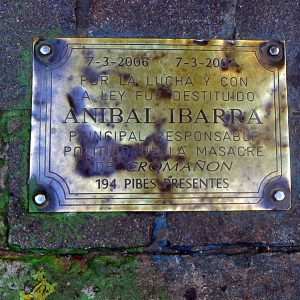 7-3-2006 7-3-2007
POR LA LUCHA Y CON
LA LEY FUE DESTITUIDO
ANIBAL IBARRA
PRINCIPAL RESPONSABLE
POLITICO DE LA MASACRE
DE CROMAÑON
194 PIBES PRESENTES